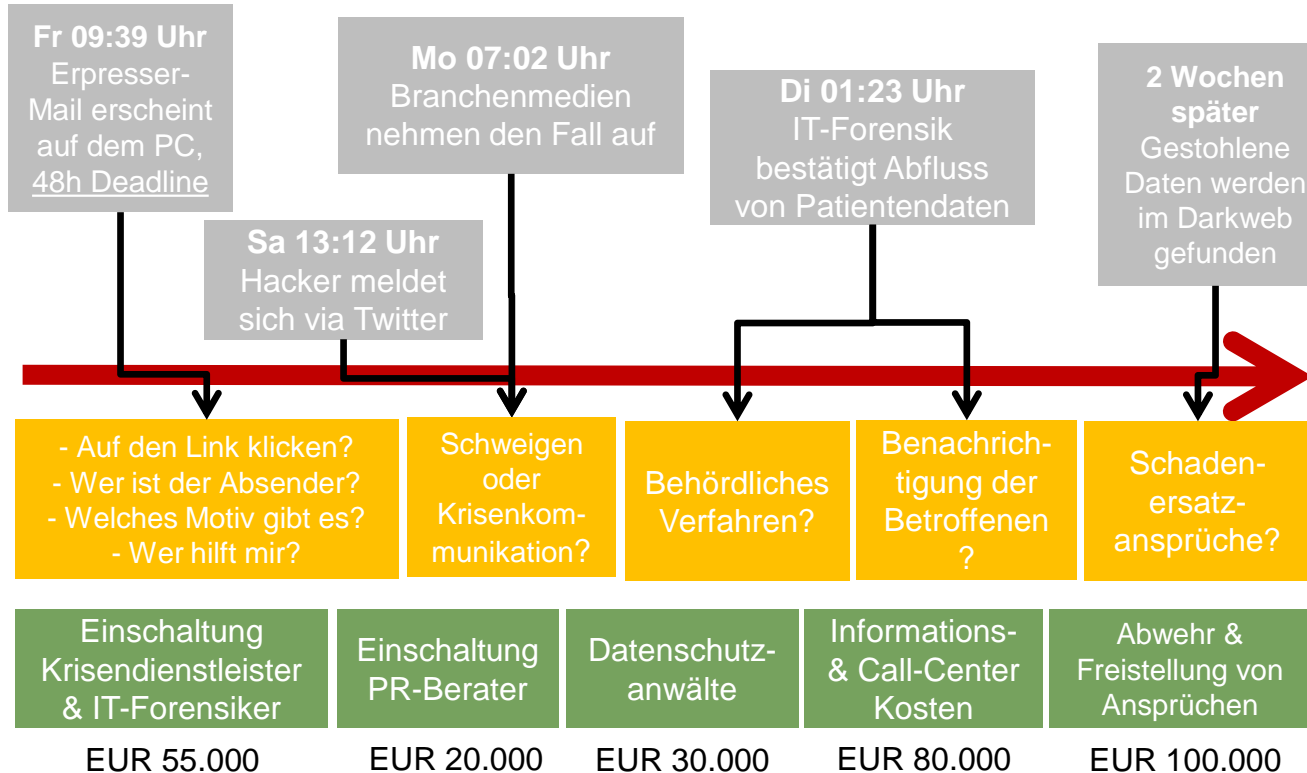 Fr 09:39 Uhr
Erpresser-
Mail erscheint
auf dem PC,
48h Deadline
Sa 13:12 Uhr
Hacker meldet
sich via Twitter
Mo 07:02 Uhr
Branchenmedien
nehmen den Fall auf
Di 01:23 Uhr
IT-Forensik
bestätigt Abfluss
von Patientendaten
2 Wochen
später
Gestohlene
Daten werden
im Darkweb
gefunden
- Auf den Link klicken?
- Wer ist der Absender?
- Welches Motiv gibt es?
- Wer hilft mir?
Schweigen
oder
Krisenkom-
munikation?
Behördliches
Verfahren?
Benachrich-
tigung der
Betroffenen
?
Schaden-
ersatz-
ansprüche?
Einschaltung
Krisendienstleister
& IT-Forensiker
Einschaltung
PR-Berater
Datenschutz-
anwälte
Informations-
& Call-Center
Kosten
Abwehr &
Freistellung von
Ansprüchen
EUR 55.000
EUR 20.000
EUR 30.000
EUR 80.000
EUR 100.000